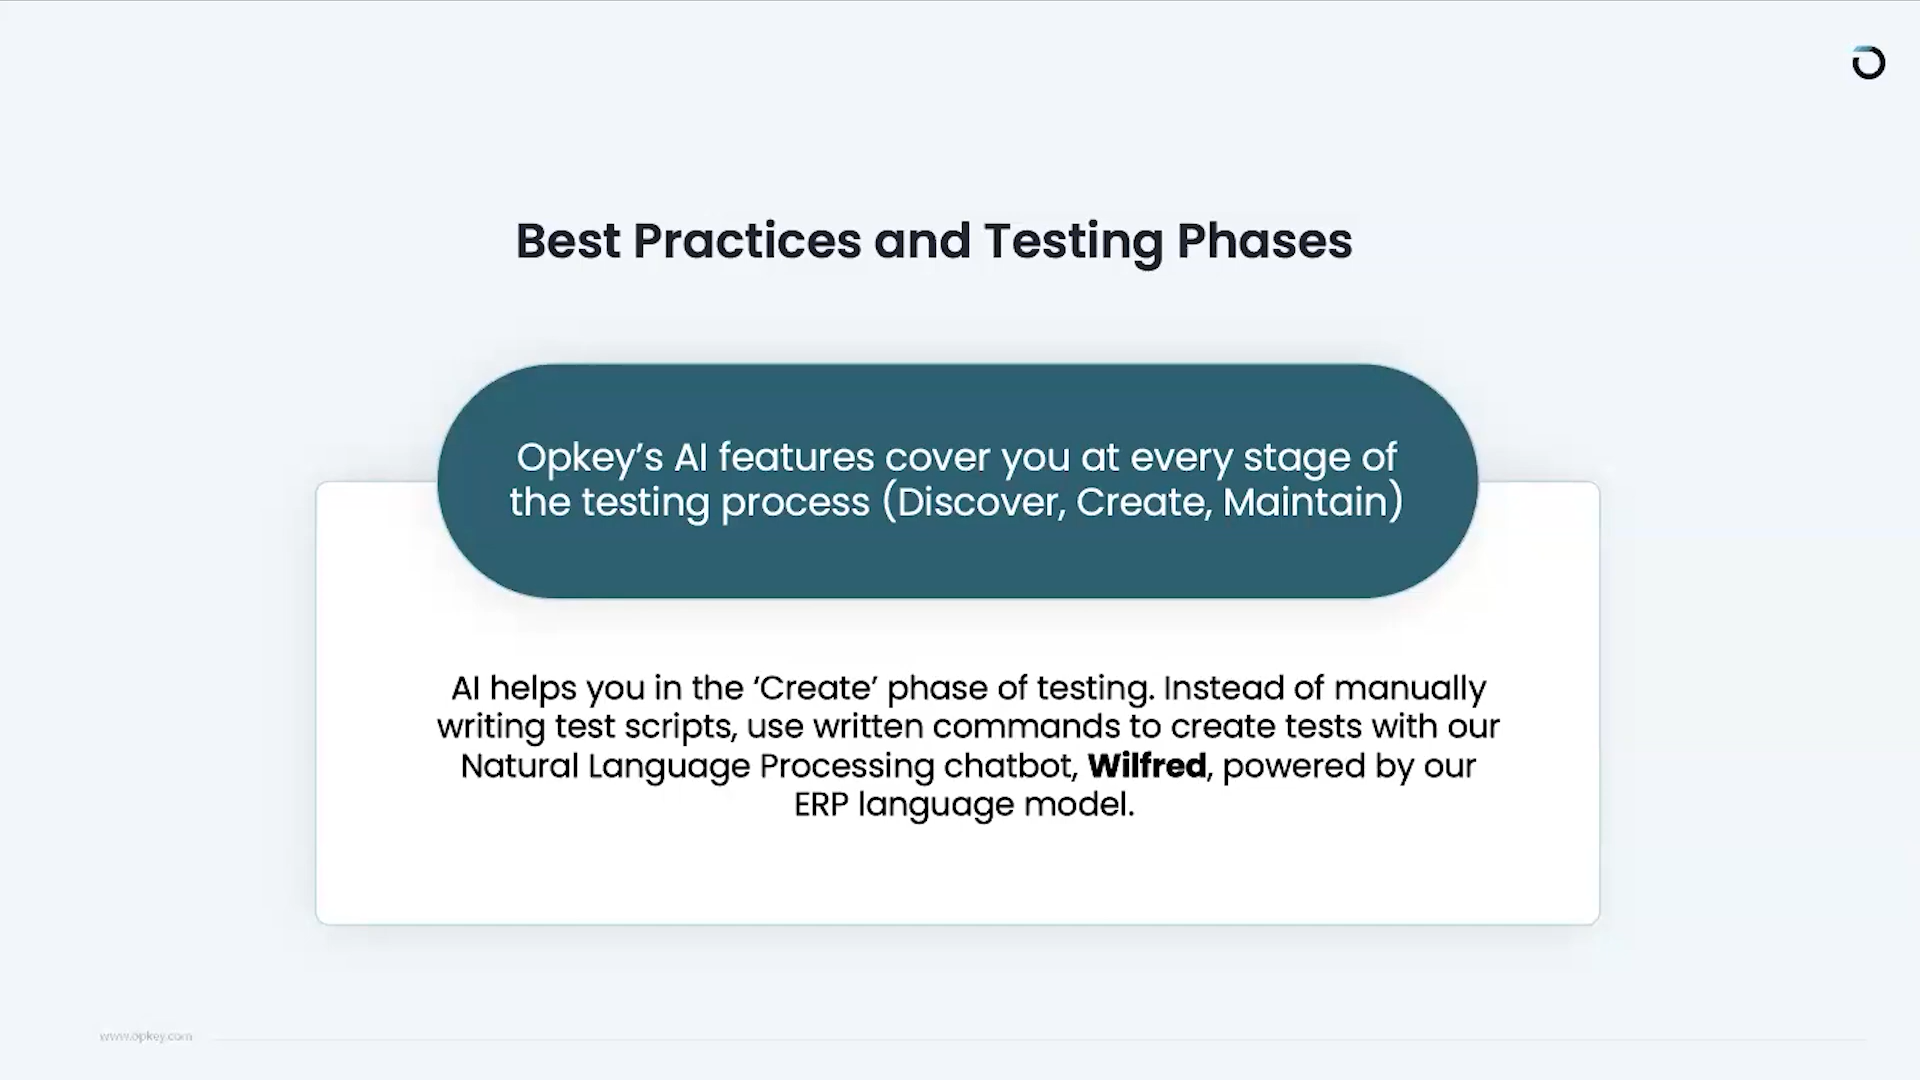 Best Practices and Testing Phases
Opkey’s AI features cover you at every stage of
the testing process (Discover, Create, Maintain)
AI helps you in the ‘Create’ phase of testing. Instead of manually
writing test scripts, use written commands to create tests with our
Natural Language Processing chatbot, Wilfred, powered by our
ERP language model.
www.opkey.com